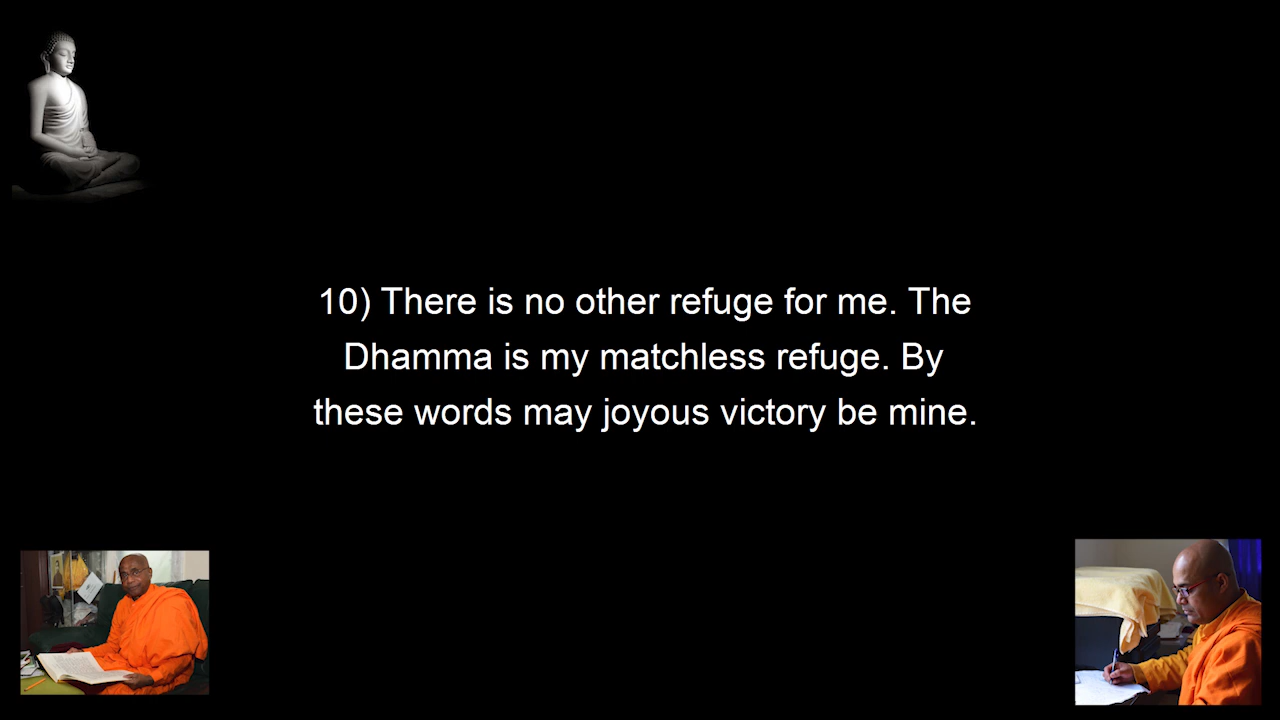 10) There is no other refuge for me. The
Dhamma is my matchless refuge. By
these words may joyous victory be mine.